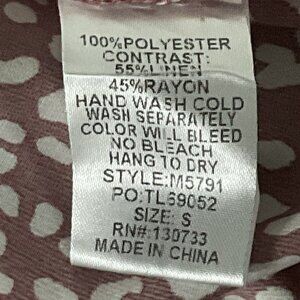 100%POLYESTER
CONTRAST:
55%LINEN
45%RAYON
HAND WASH COLD
WASH SEPARATELY
COLOR WILL BLEED
NO BLEACH
HANG TO DRY
STYLE:M5791
PO:TL69052
SIZE: S
RN#:130733
MADE IN CHINA